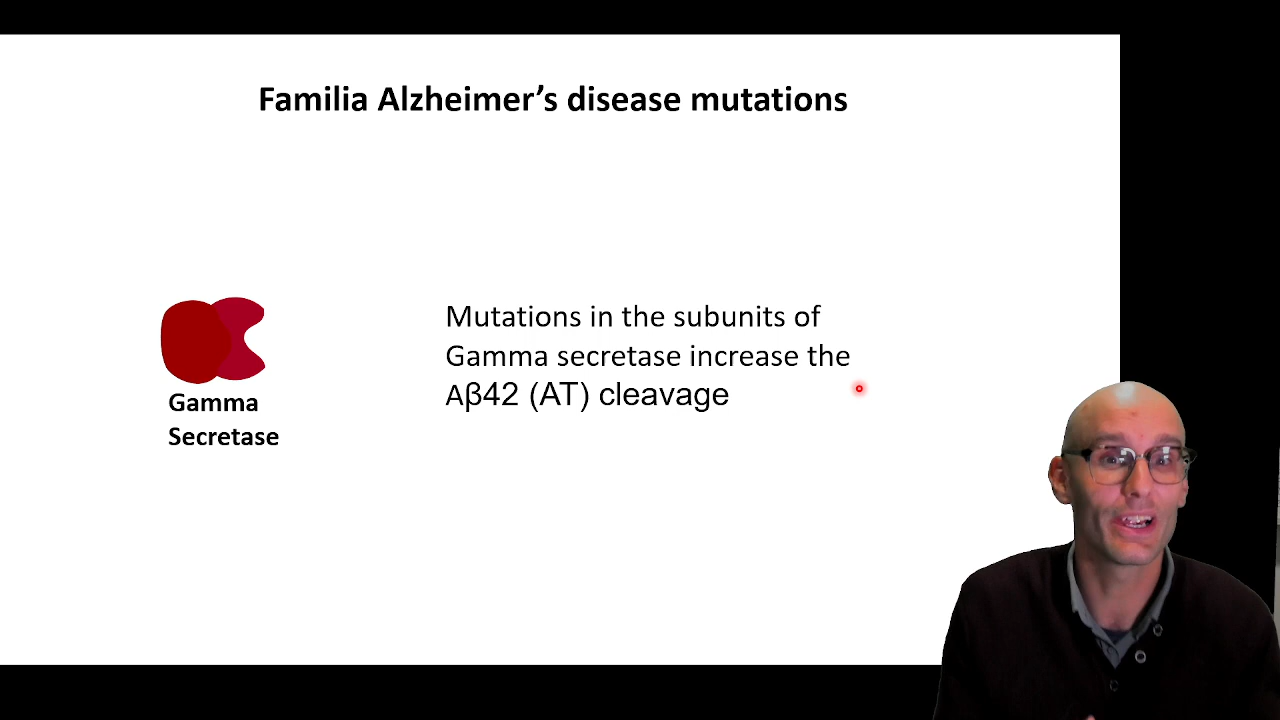 Familia Alzheimer’s disease mutations
Mutations in the subunits of
Gamma secretase increase the
Aβ42 (AT) cleavage
Gamma
Secretase